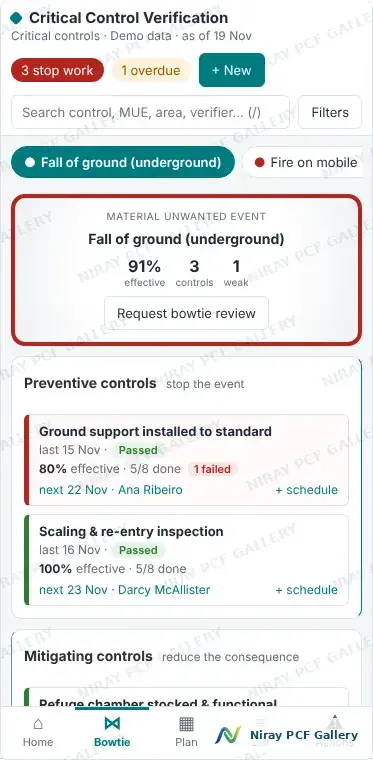 Critical Control Verification
Critical controls · Demo data · as of 19 Nov
3 stop work
1 overdue
+ New
Search control, MUE, area, verifier... (/)
Filters
Fall of ground (underground)
Fire on mobile
MATERIAL UNWANTED EVENT
Fall of ground (underground)
91% 3 1
effective controls weak
Request bowtie review
Preventive controls stop the event
Ground support installed to standard
last 15 Nov · Passed
80% effective · 5/8 done 1 failed
next 22 Nov · Ana Ribeiro + schedule
Scaling & re-entry inspection
last 16 Nov · Passed
100% effective · 5/8 done
next 23 Nov · Darcy McAllister + schedule
Mitigating controls reduce the consequence
Refuge chamber stocked & functional
Home Bowtie Plan
Niray PCF Gallery
NIRAY PCF GALLERY